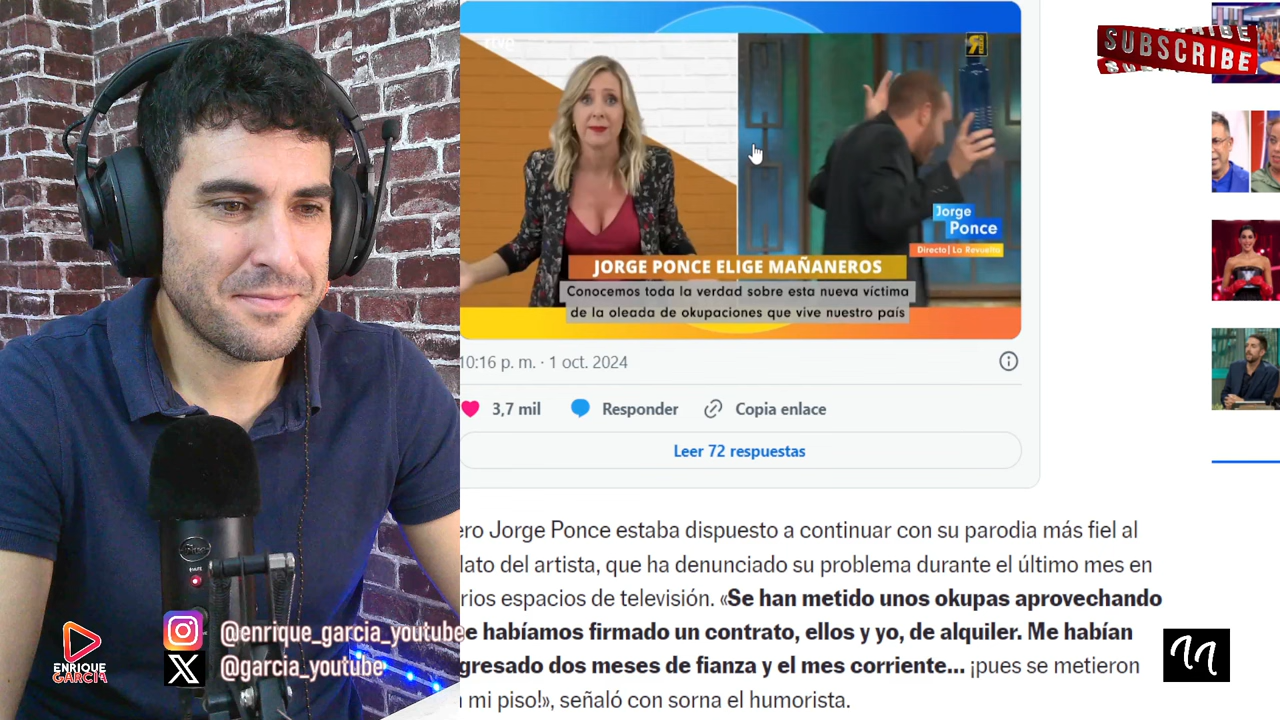 SUBSCRIBE
Jorge
Ponce
Directo | La Revuelta
JORGE PONCE ELIGE MAÑANEROS
Conocemos toda la verdad sobre esta nueva víctima
de la oleada de okupaciones que vive nuestro país
10:16 p. m. · 1 oct. 2024
3,7 mil
Responder
Copia enlace
Leer 72 respuestas
ero Jorge Ponce estaba dispuesto a continuar con su parodia más fiel al
lato del artista, que ha denunciado su problema durante el último mes en
rios espacios de televisión. «Se han metido unos okupas aprovechando
e habíamos firmado un contrato, ellos y yo, de alquiler. Me habían
gresado dos meses de fianza y el mes corriente... ¡pues se metieron
mi piso!», señaló con sorna el humorista.
@enrique_garcia_youtube
@garcia_youtube
ENRIQUE
GARCIA